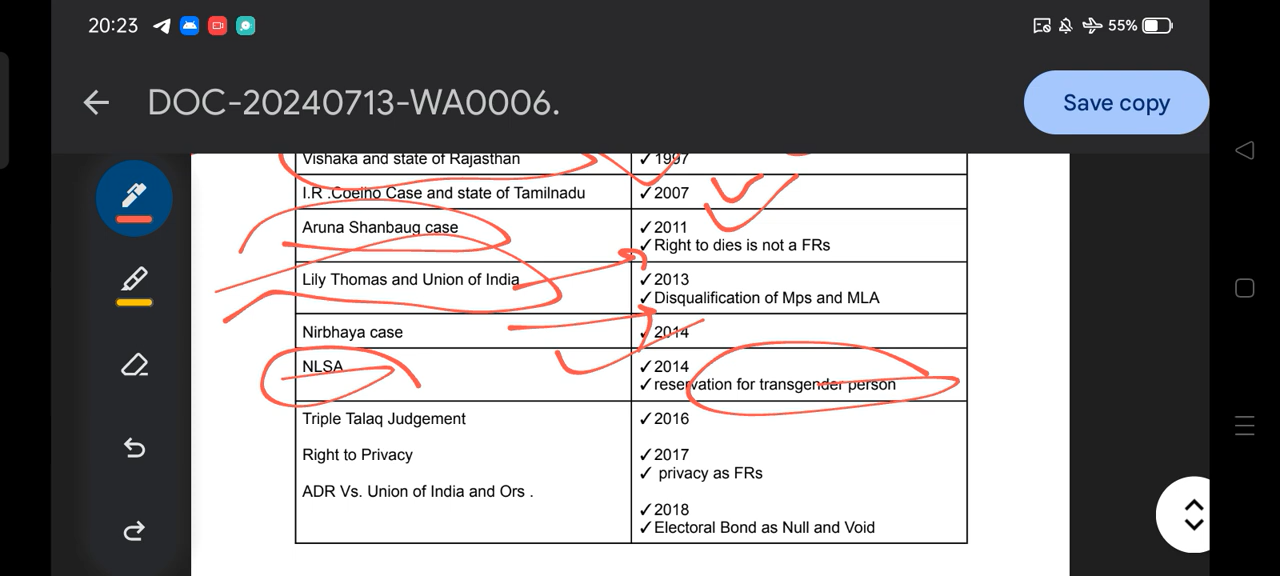 20:23
55%
DOC-20240713-WA0006.
Save copy
Vishaka and state of Rajasthan ✓1997
I.R .Coelho Case and state of Tamilnadu ✓2007
Aruna Shanbaug case ✓2011
✓Right to dies is not a FRs
Lily Thomas and Union of India ✓2013
✓Disqualification of Mps and MLA
Nirbhaya case ✓2014
NLSA ✓2014
✓reservation for transgender person
Triple Talaq Judgement ✓2016
Right to Privacy ✓2017
✓ privacy as FRs
ADR Vs. Union of India and Ors .
✓2018
✓Electoral Bond as Null and Void